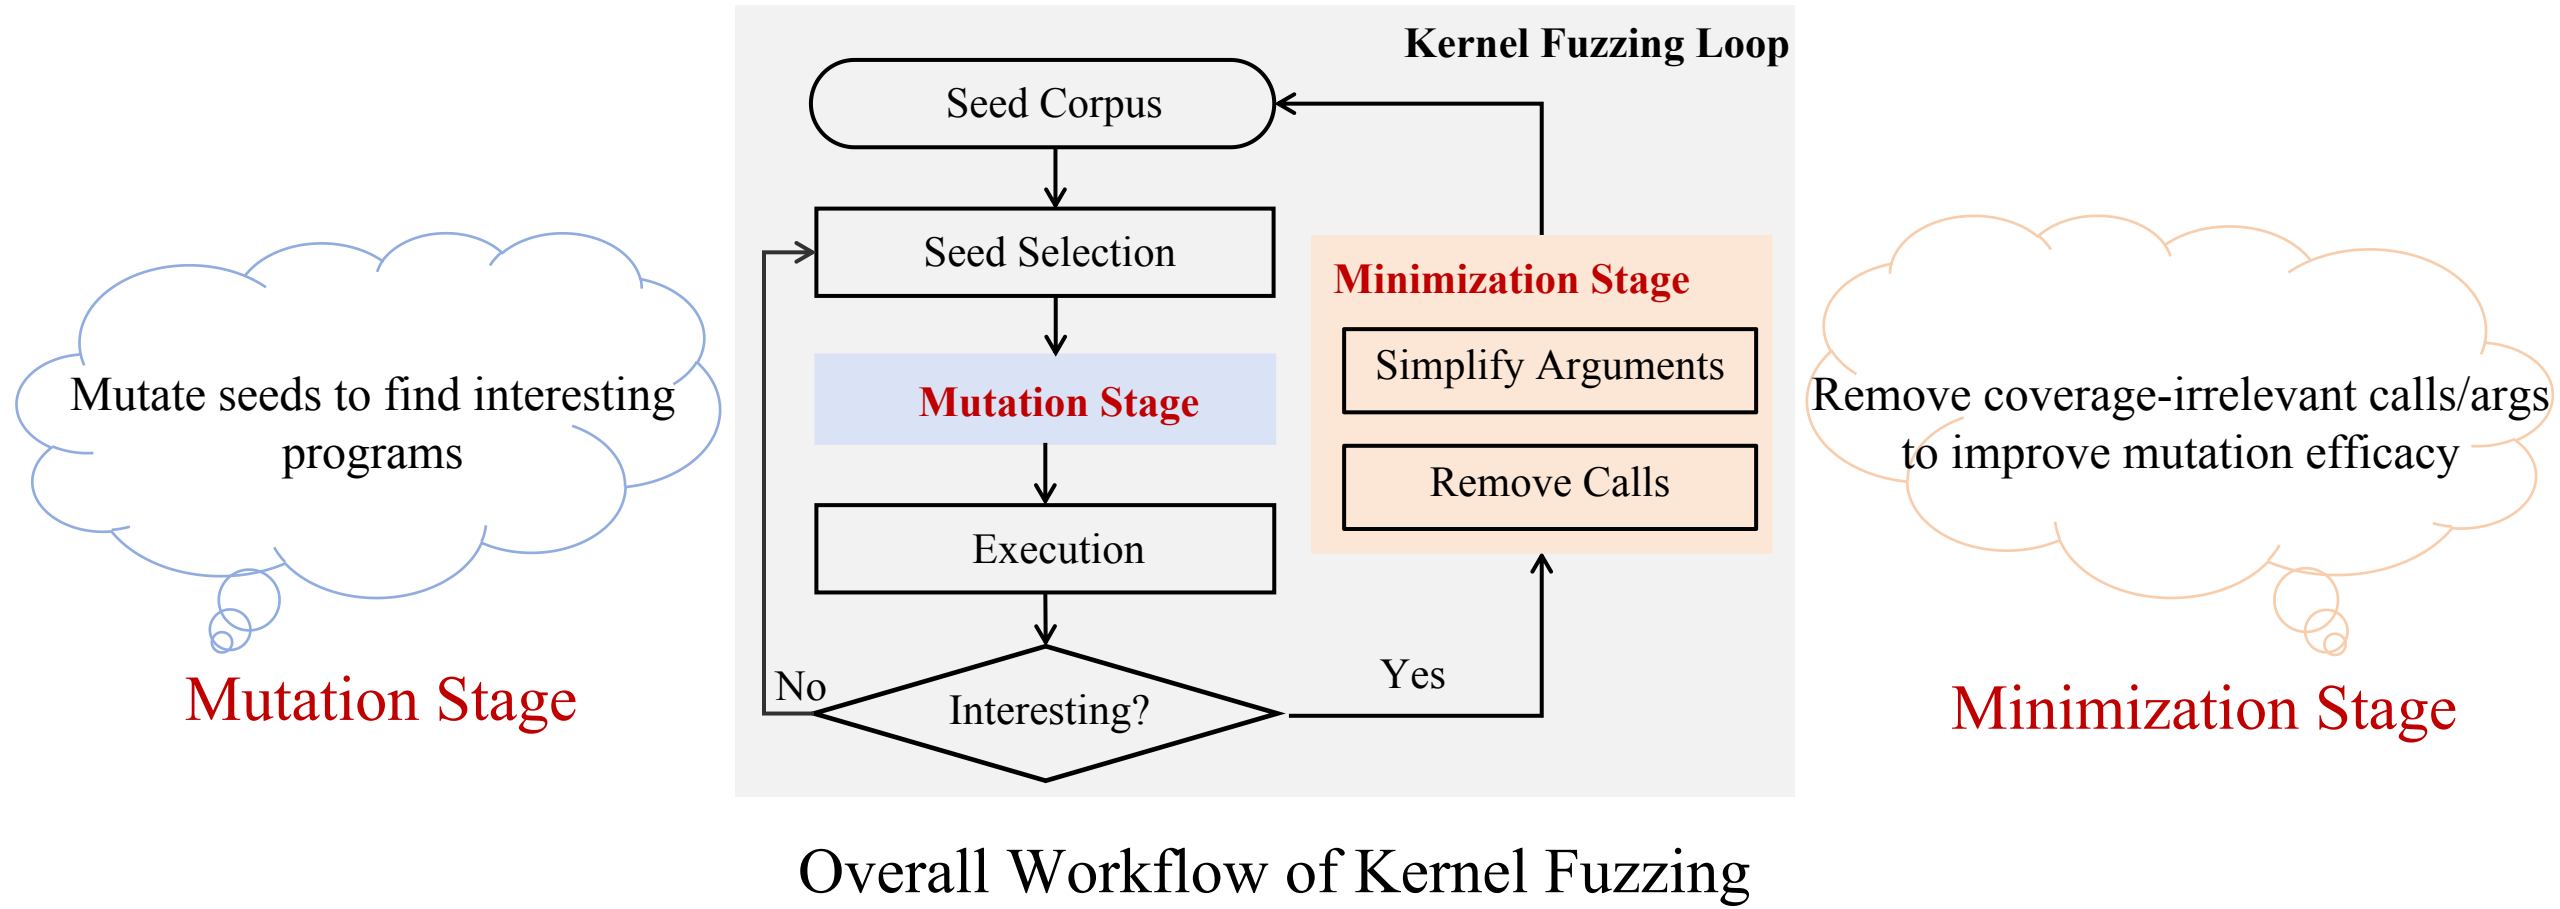 Kernel Fuzzing Loop
Seed Corpus
Seed Selection
Mutation Stage
Execution
Interesting?
No
Yes
Minimization Stage
Simplify Arguments
Remove Calls
Mutate seeds to find interesting
programs
Mutation Stage
Remove coverage-irrelevant calls/args
to improve mutation efficacy
Minimization Stage
Overall Workflow of Kernel Fuzzing